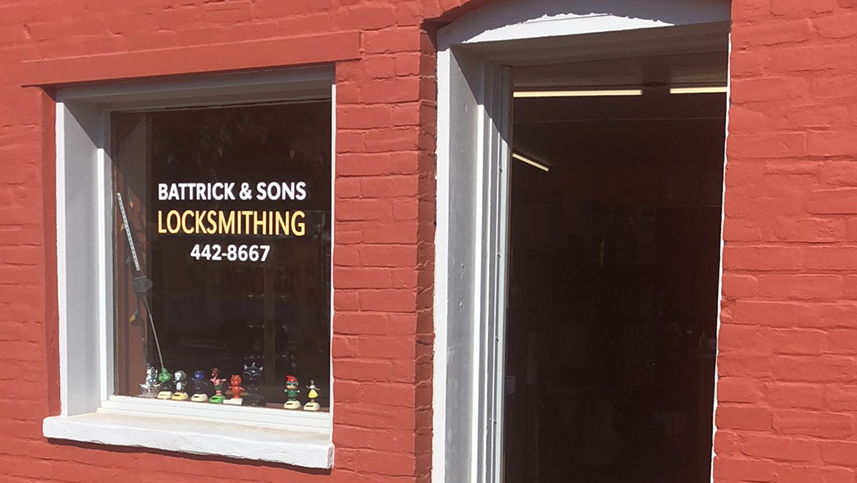 BATTRICK & SONS
LOCKSMITHING
442-8667